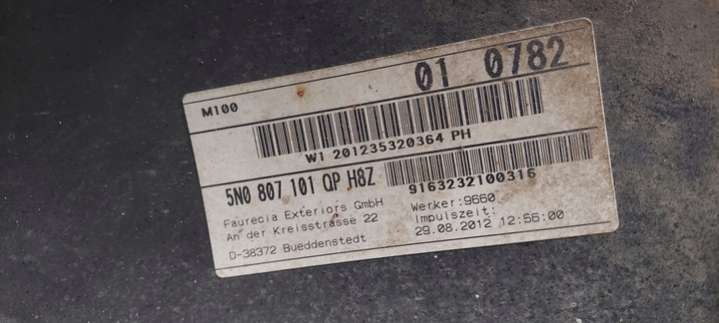 01 0782
M100
W1 201235320364 PH
5N0 807 101 QP H8Z
9163232100316
Faurecia Exteriors GmbH
An der Kreisstrasse 22
D-38372 Bueddenstedt
Werker:9660
Impulszeit:
29.08.2012 12:56:00